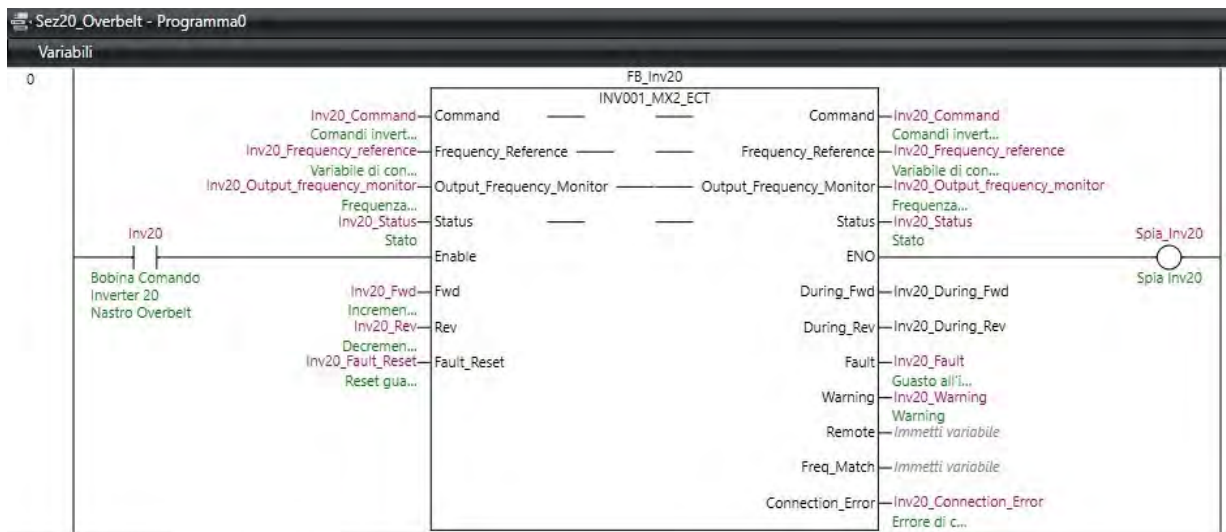 Sez20_Overbelt - Programma0
Variabili
0
FB_Inv20
INV001_MX2_ECT
Inv20_Command Command Command Inv20_Command
Comandi invert... Comandi invert...
Inv20_Frequency_reference Frequency_Reference Frequency_Reference Inv20_Frequency_reference
Variabile di con... Variabile di con...
Inv20_Output_frequency_monitor Output_Frequency_Monitor Output_Frequency_Monitor Inv20_Output_frequency_monitor
Frequenza... Frequenza...
Inv20_Status Status Status Inv20_Status
Stato Stato
Inv20 Enable ENO Spia_Inv20
Bobina Comando Spia Inv20
Inverter 20
Nastro Overbelt
Inv20_Fwd Fwd During_Fwd Inv20_During_Fwd
Incremen...
Inv20_Rev Rev During_Rev Inv20_During_Rev
Decremen...
Inv20_Fault_Reset Fault_Reset Fault Inv20_Fault
Reset gua... Guasto all'i...
Warning Inv20_Warning
Warning
Remote Immetti variabile
Freq_Match Immetti variabile
Connection_Error Inv20_Connection_Error
Errore di c...